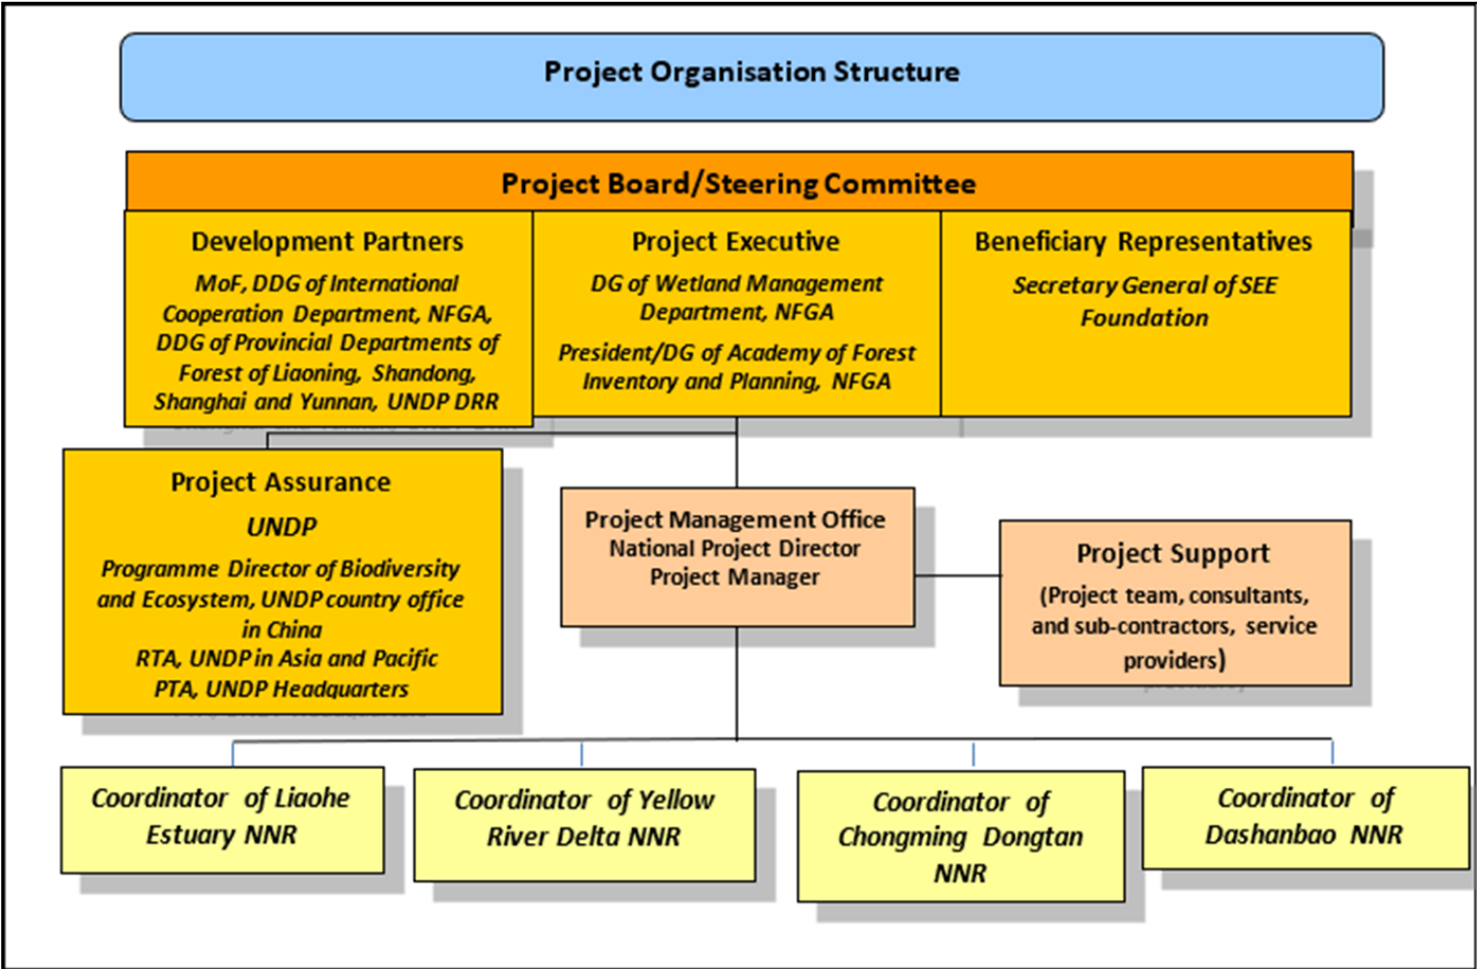 Project Organisation Structure
Project Board/Steering Committee
Development Partners
MoF, DDG of International
Cooperation Department, NFGA,
DDG of Provincial Departments of
Forest of Liaoning, Shandong,
Shanghai and Yunnan, UNDP DRR
Project Executive
DG of Wetland Management
Department, NFGA
President/DG of Academy of Forest
Inventory and Planning, NFGA
Beneficiary Representatives
Secretary General of SEE
Foundation
Project Assurance
UNDP
Programme Director of Biodiversity
and Ecosystem, UNDP country office
in China
RTA, UNDP in Asia and Pacific
PTA, UNDP Headquarters
Project Management Office
National Project Director
Project Manager
Project Support
(Project team, consultants,
and sub-contractors, service
providers)
Coordinator of Liaohe
Estuary NNR
Coordinator of Yellow
River Delta NNR
Coordinator of
Chongming Dongtan
NNR
Coordinator of
Dashanbao NNR